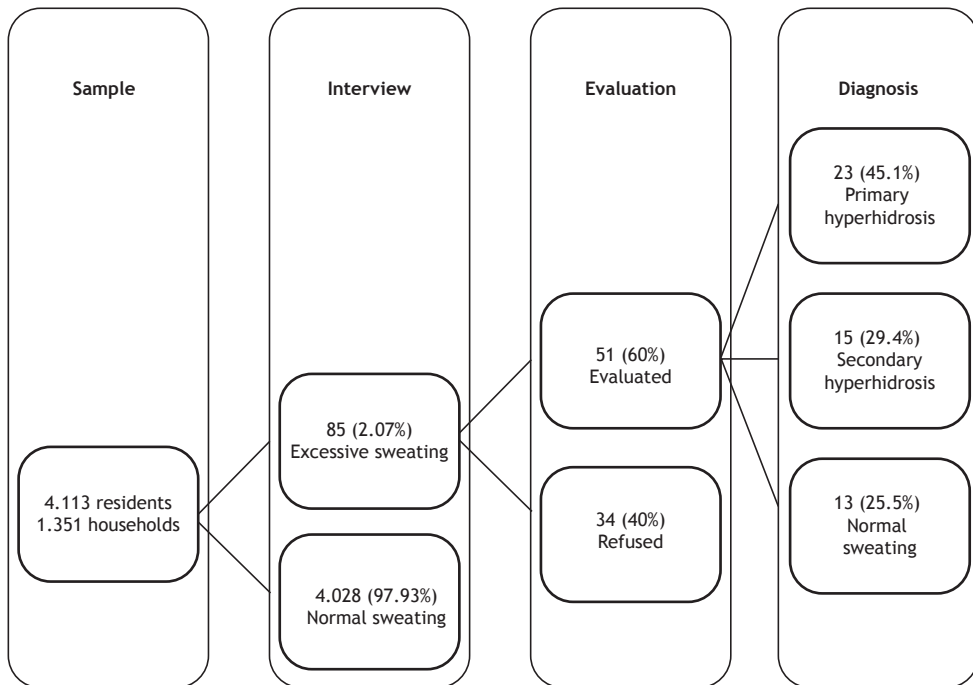 Sample
4.113 residents
1.351 households
Interview
85 (2.07%)
Excessive sweating
4.028 (97.93%)
Normal sweating
Evaluation
51 (60%)
Evaluated
34 (40%)
Refused
Diagnosis
23 (45.1%)
Primary
hyperhidrosis
15 (29.4%)
Secondary
hyperhidrosis
13 (25.5%)
Normal
sweating